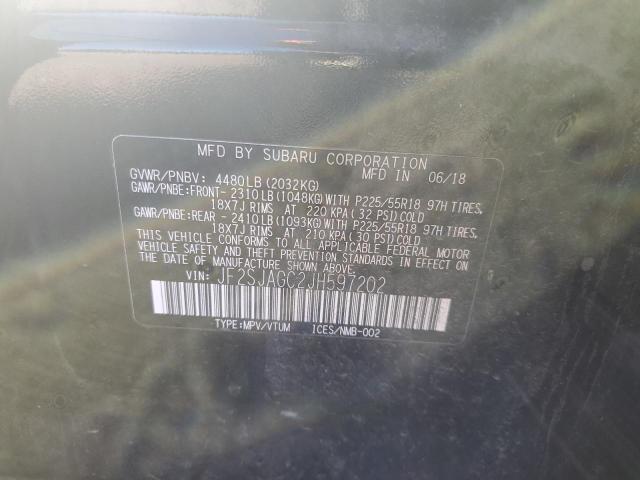 MFD BY SUBARU CORPORATION
GVWR/PNBV: 4480LB(2032KG) MFD IN 06/18
GAWR/PNBE:FRONT-2310LB(1048KG)WITH P225/55R18 97H TIRES,
18X7J RIMS AT 220 KPA(32 PSI)COLD
GAWR/PNBE:REAR -2410LB(1093KG)WITH P225/55R18 97H TIRES,
18X7J RIMS AT 210 KPA(30 PSI)COLD
THIS VEHICLE CONFORMS TO ALL APPLICABLE FEDERAL MOTOR
VEHICLE SAFETY AND THEFT PREVENTION STANDARDS IN EFFECT ON
THE DATE OF MANUFACTURE SHOWN ABOVE.
VIN: JF2SJAGC2JH597202
TYPE:MPV/VTUM ICES/NMB-002